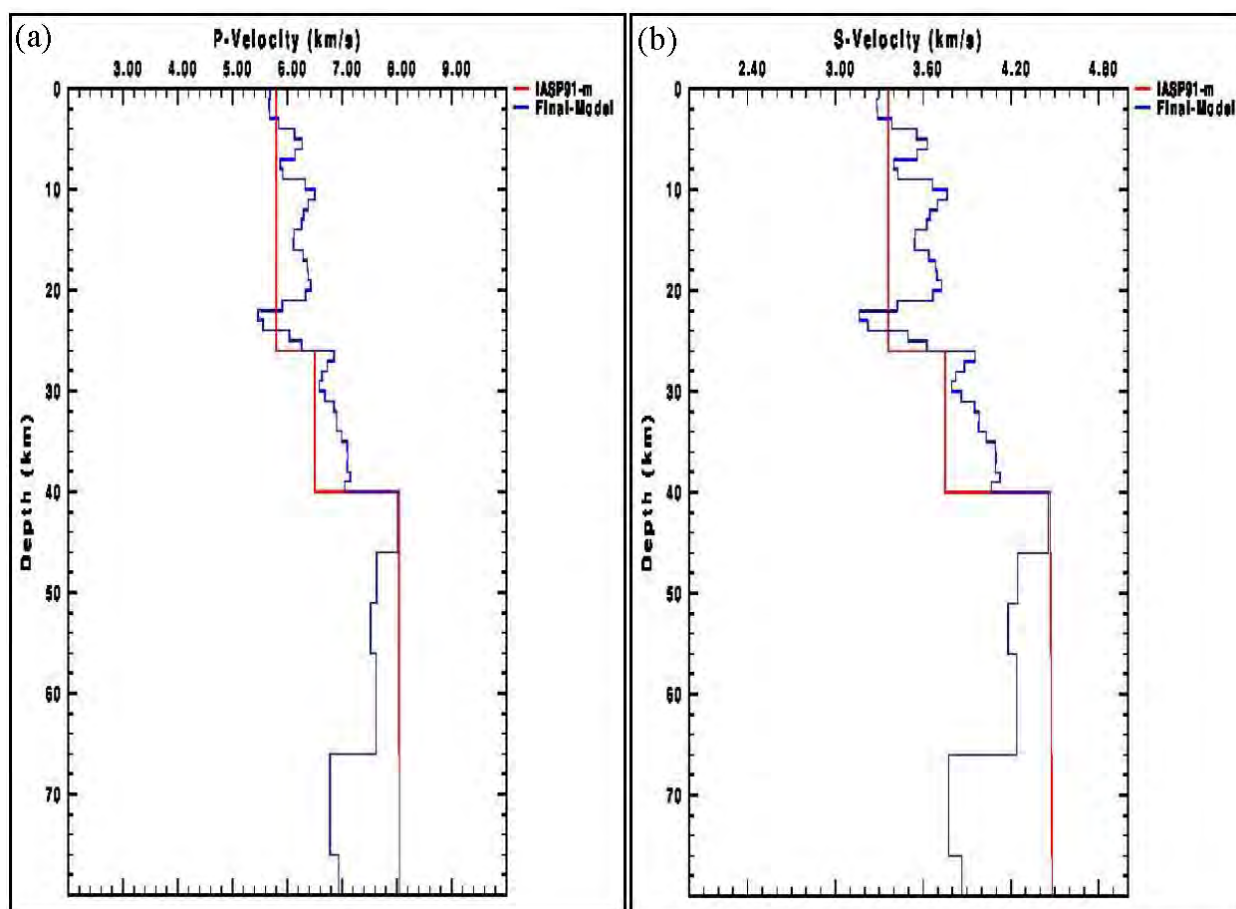 (a)
P-Velocity (km/s)
3.00 4.00 5.00 6.00 7.00 8.00 9.00
IASP91-m
Final-Model
0
10
20
30
40
50
60
70
Depth (km)
(b)
S-Velocity (km/s)
2.40 3.00 3.60 4.20 4.80
IASP91-m
Final-Model
0
10
20
30
40
50
60
70
Depth (km)